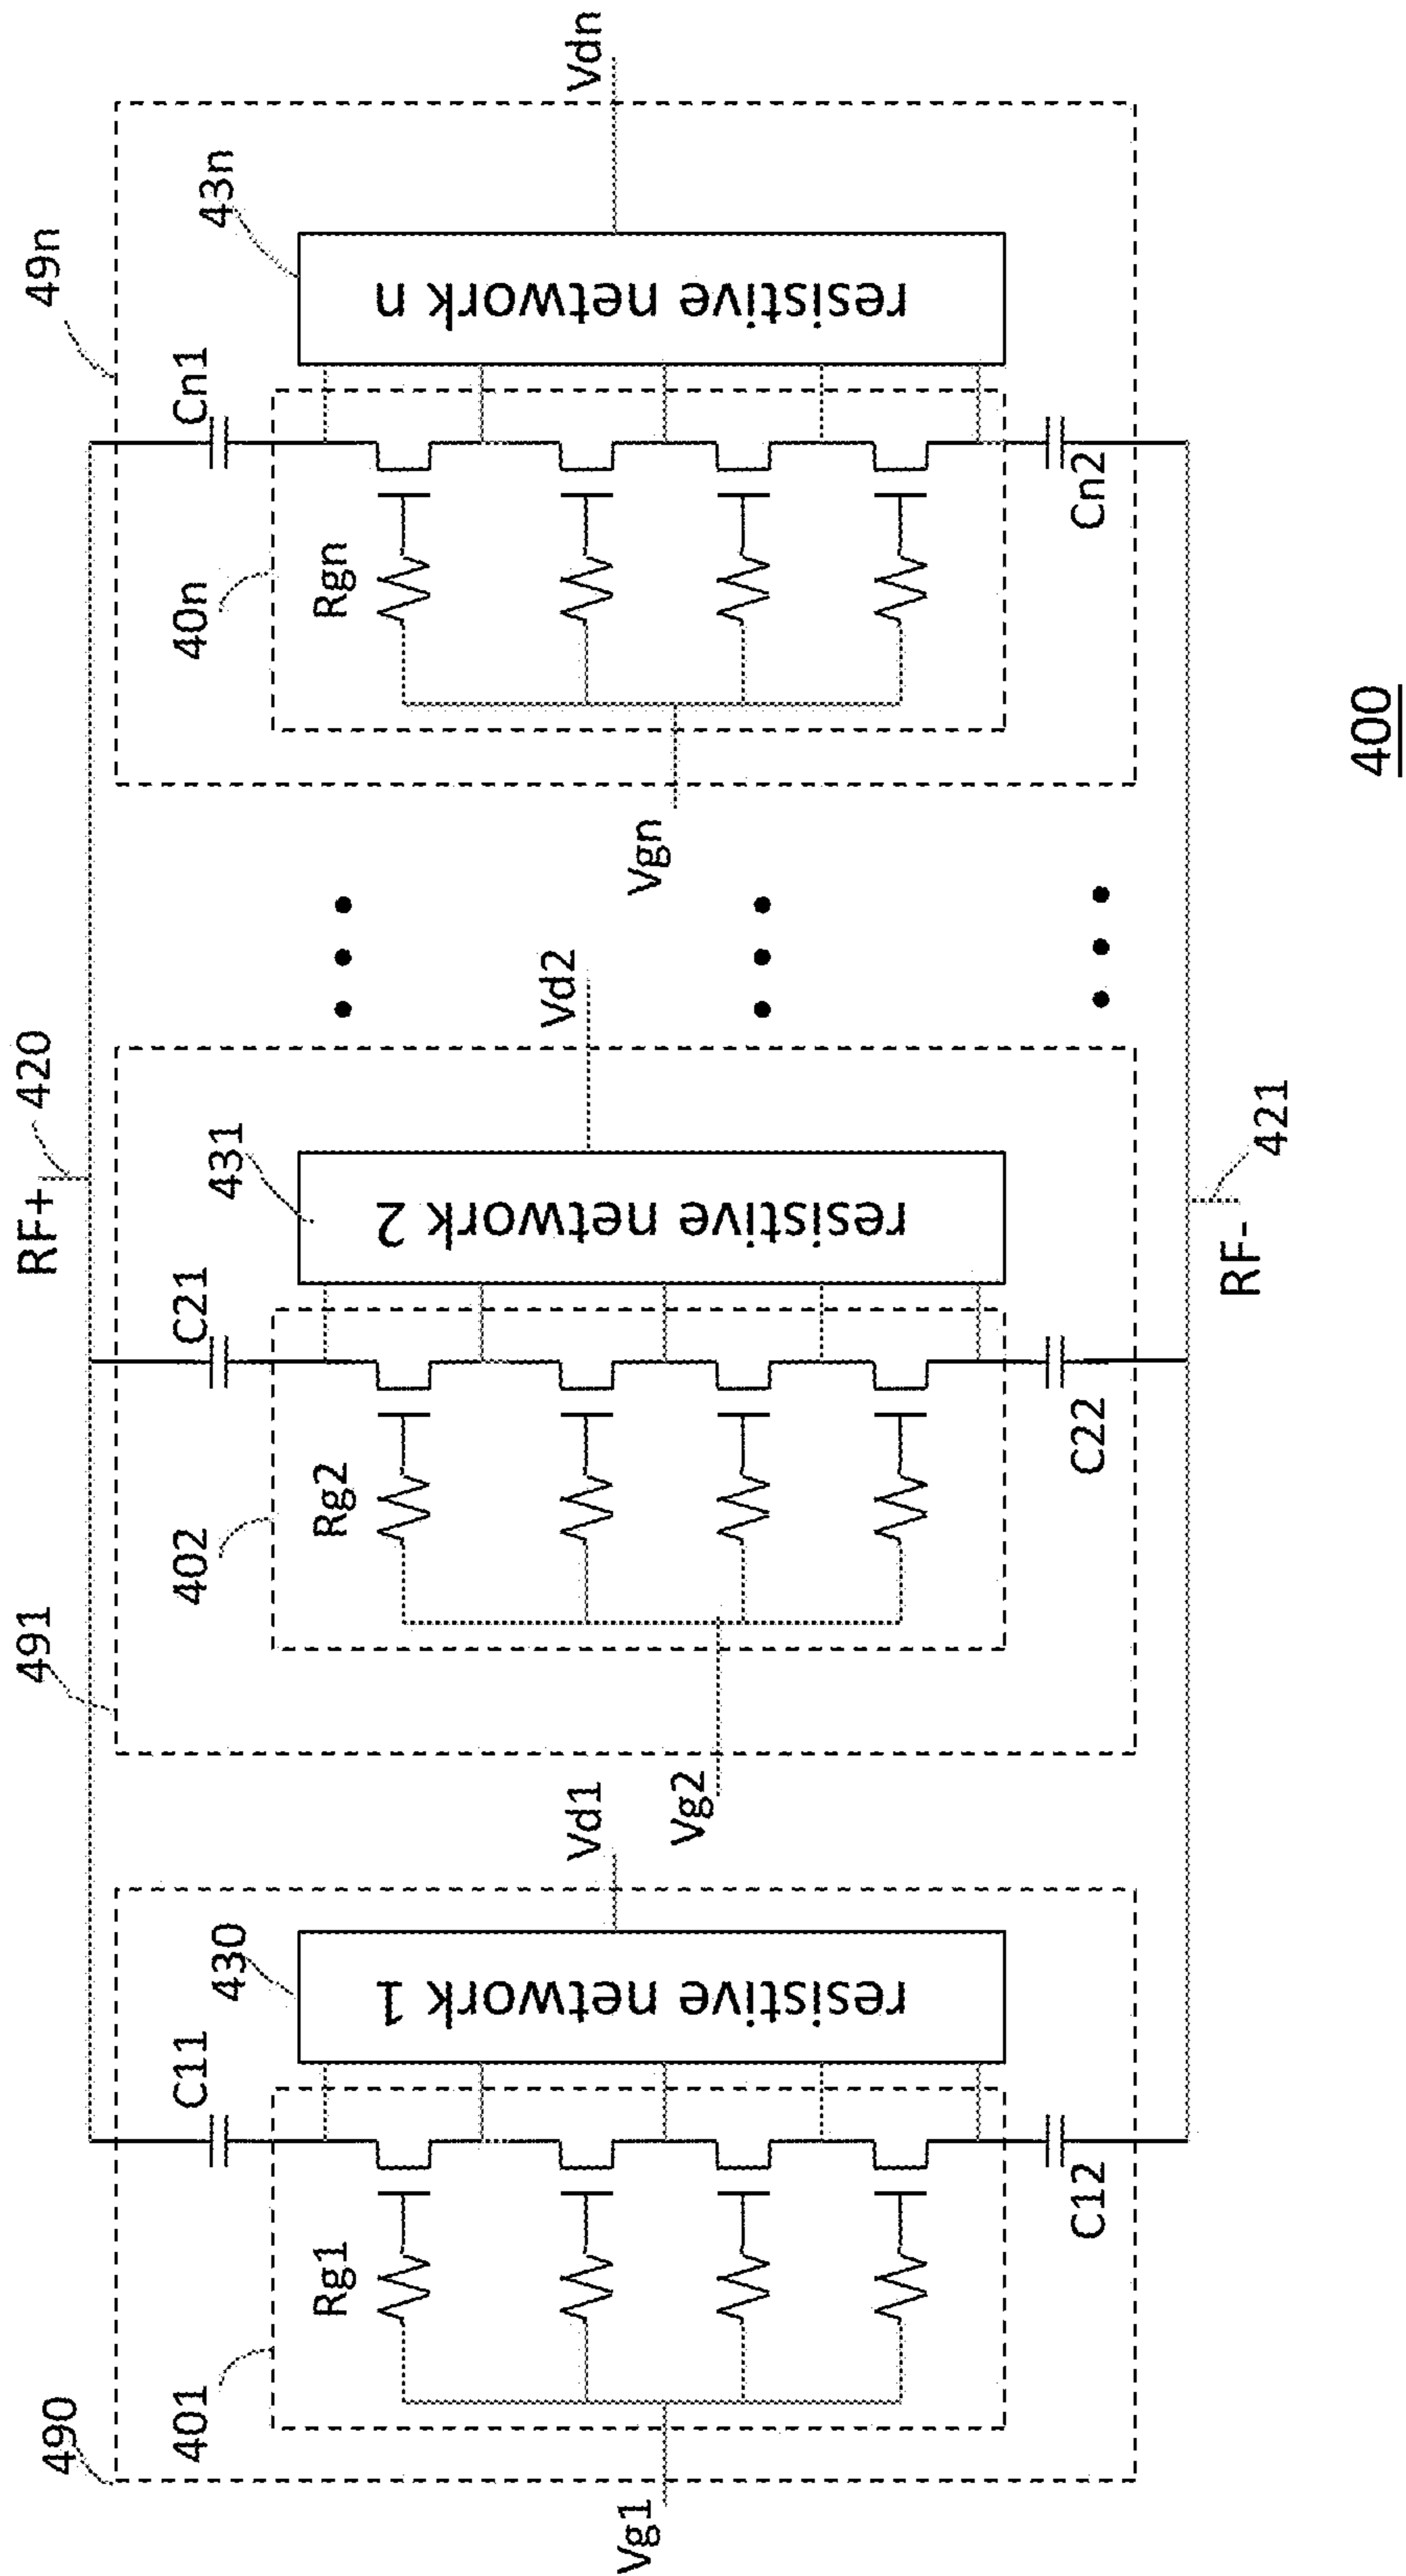 490
491
RF+
420
49n
C11
C21
Cn1
401
430
402
431
40n
43n
Rg1
resistive network 1
Rg2
resistive network 2
Rgn
resistive network n
Vg1
Vd1
Vg2
Vd2
Vgn
Vdn
C12
C22
Cn2
RF-
421
400